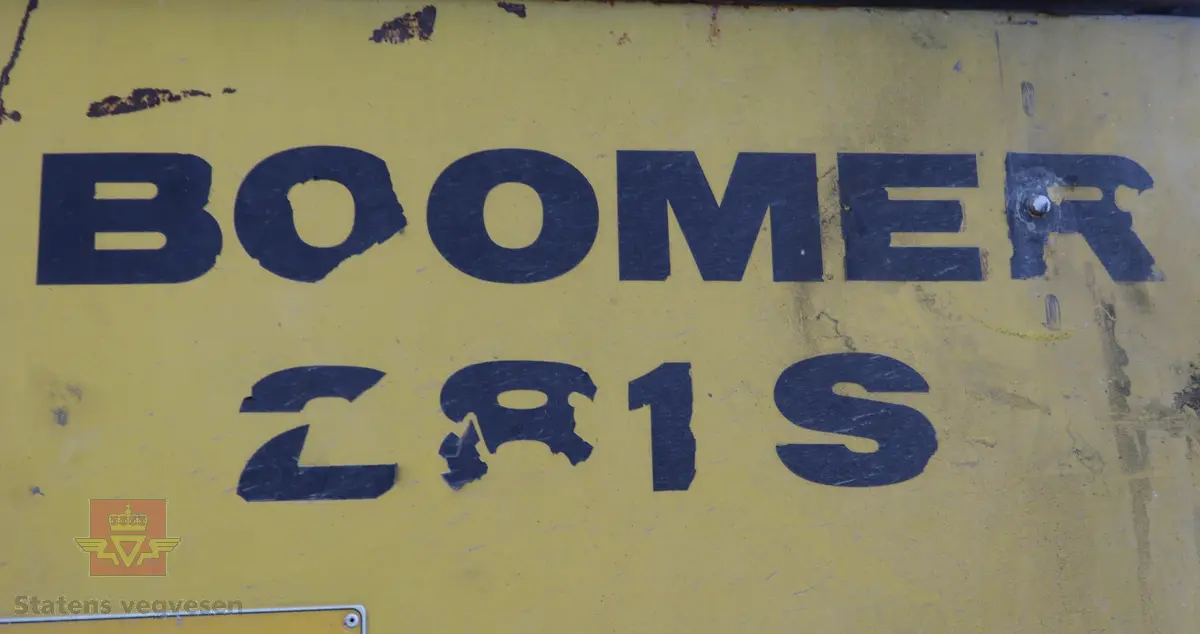 BOOMER
281S
Statens vegvesen